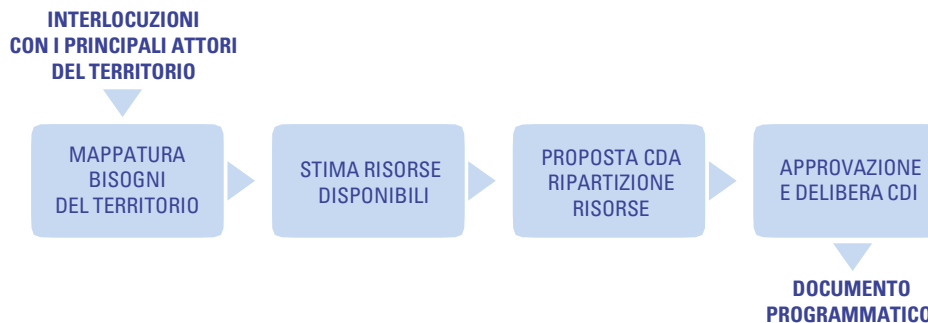 INTERLOCUZIONI
CON I PRINCIPALI ATTORI
DEL TERRITORIO
MAPPATURA
BISOGNI
DEL TERRITORIO
STIMA RISORSE
DISPONIBILI
PROPOSTA CDA
RIPARTIZIONE
RISORSE
APPROVAZIONE
E DELIBERA CDI
DOCUMENTO
PROGRAMMATICO